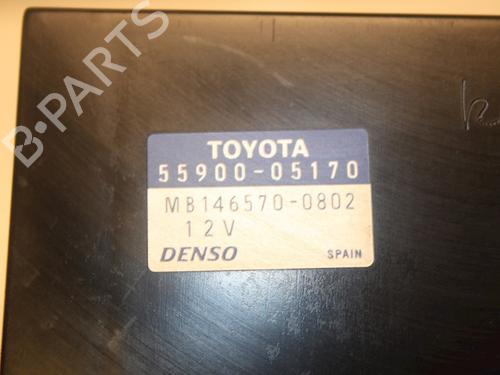 B-PARTS
TOYOTA
55900-05170
MB146570-0802
12V
DENSO SPAIN